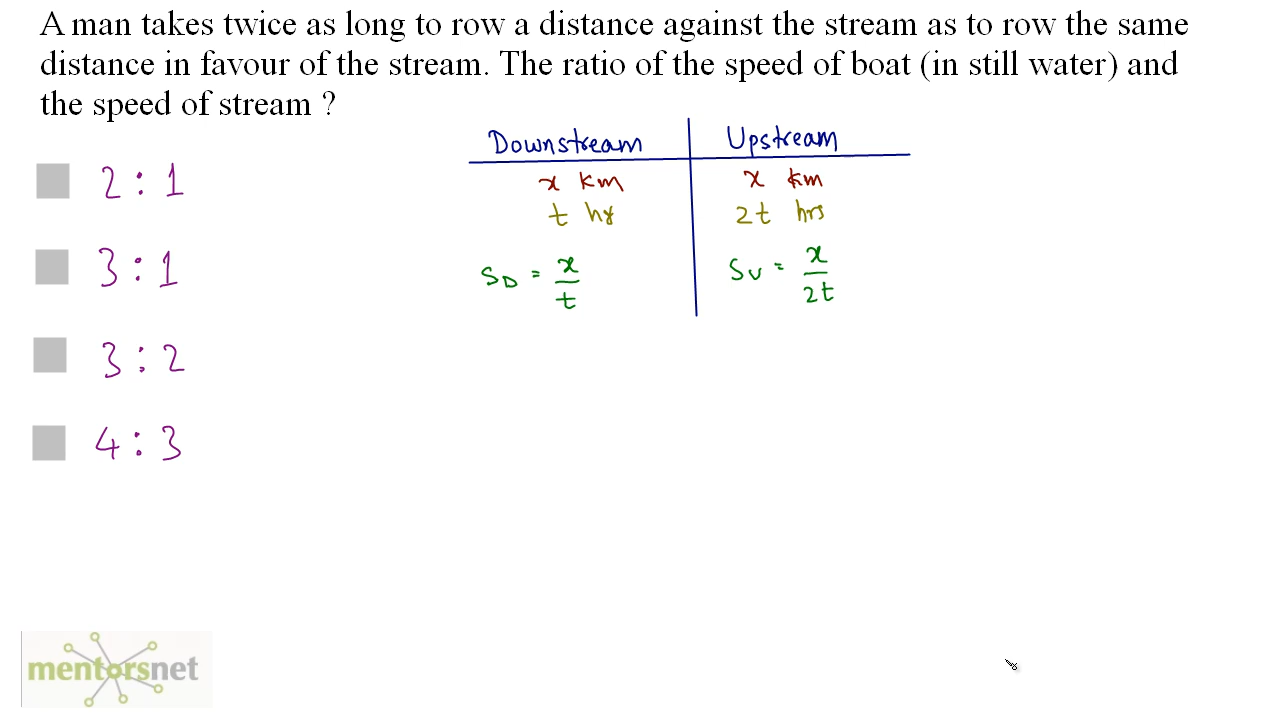 A man takes twice as long to row a distance against the stream as to row the same
distance in favour of the stream. The ratio of the speed of boat (in still water) and
the speed of stream ?
Downstream Upstream
x km x km
t hr 2t hrs
S_D = x/t S_U = x/2t
2 : 1
3 : 1
3 : 2
4 : 3
mentorsnet